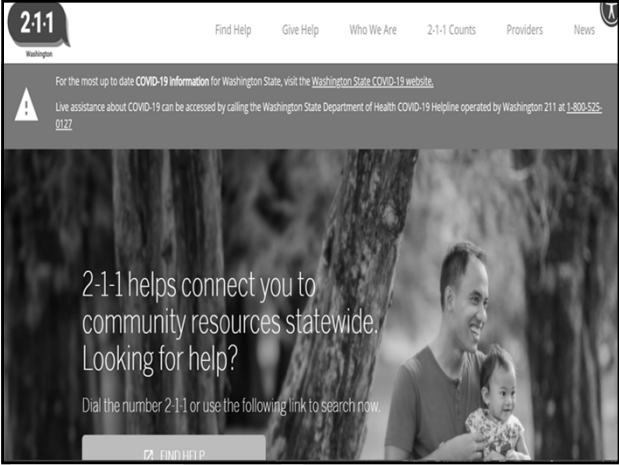 2-1-1
Washington
Find Help Give Help Who We Are 2-1-1 Counts Providers News
For the most up to date COVID-19 information for Washington State, visit the Washington State COVID-19 website.
Live assistance about COVID-19 can be accessed by calling the Washington State Department of Health COVID-19 Helpline operated by Washington 211 at 1-800-525-
0127
2-1-1 helps connect you to
community resources statewide.
Looking for help?
Dial the number 2-1-1 or use the following link to search now.
FIND HELP